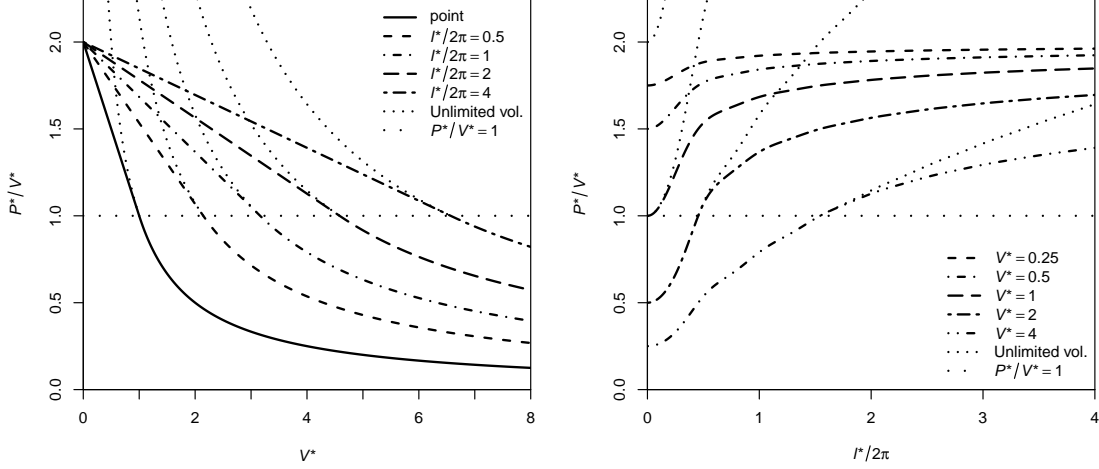 point
I*/2π=0.5
I*/2π=1
I*/2π=2
I*/2π=4
Unlimited vol.
P*/V*=1
2.0
1.5
1.0
0.5
0.0
P*/V*
0 2 4 6 8
V*
2.0
1.5
1.0
0.5
0.0
P*/V*
V*=0.25
V*=0.5
V*=1
V*=2
V*=4
Unlimited vol.
P*/V*=1
0 1 2 3 4
I*/2π